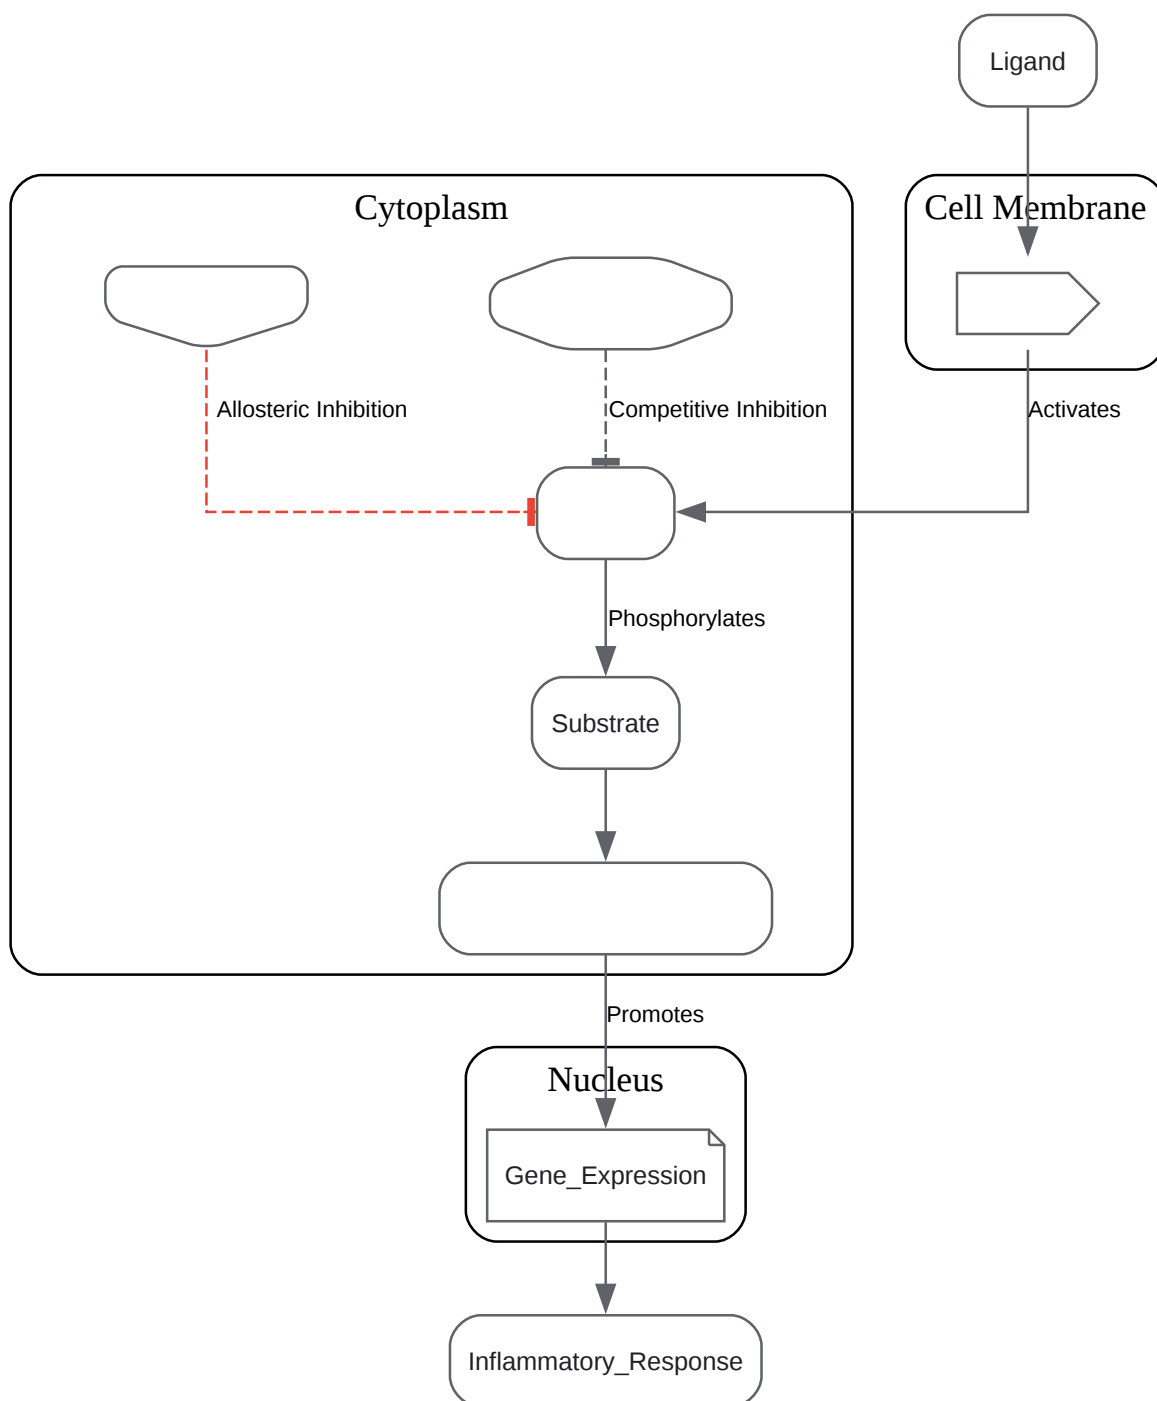 Ligand
Cytoplasm
Cell Membrane
Allosteric Inhibition
Competitive Inhibition
Activates
Phosphorylates
Substrate
Promotes
Nucleus
Gene_Expression
Inflammatory_Response